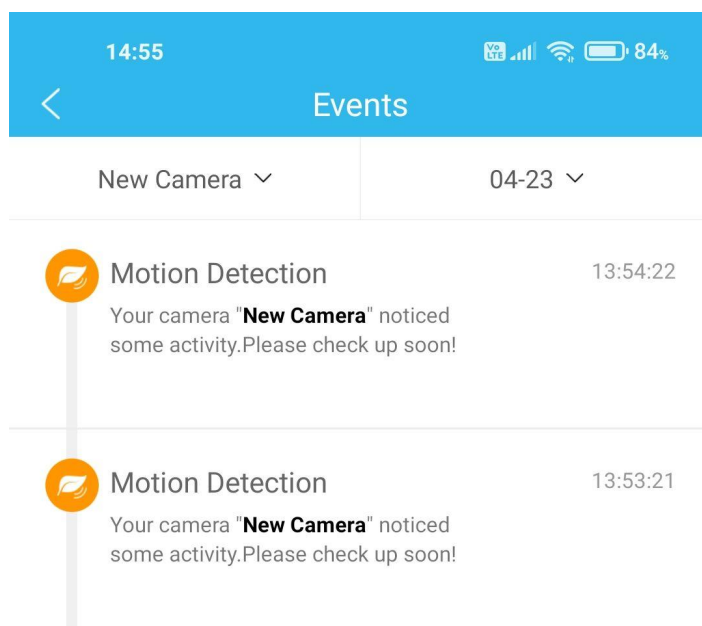 14:55 Vo LTE 84%
Events
New Camera 04-23
Motion Detection 13:54:22
Your camera "New Camera" noticed
some activity.Please check up soon!
Motion Detection 13:53:21
Your camera "New Camera" noticed
some activity.Please check up soon!